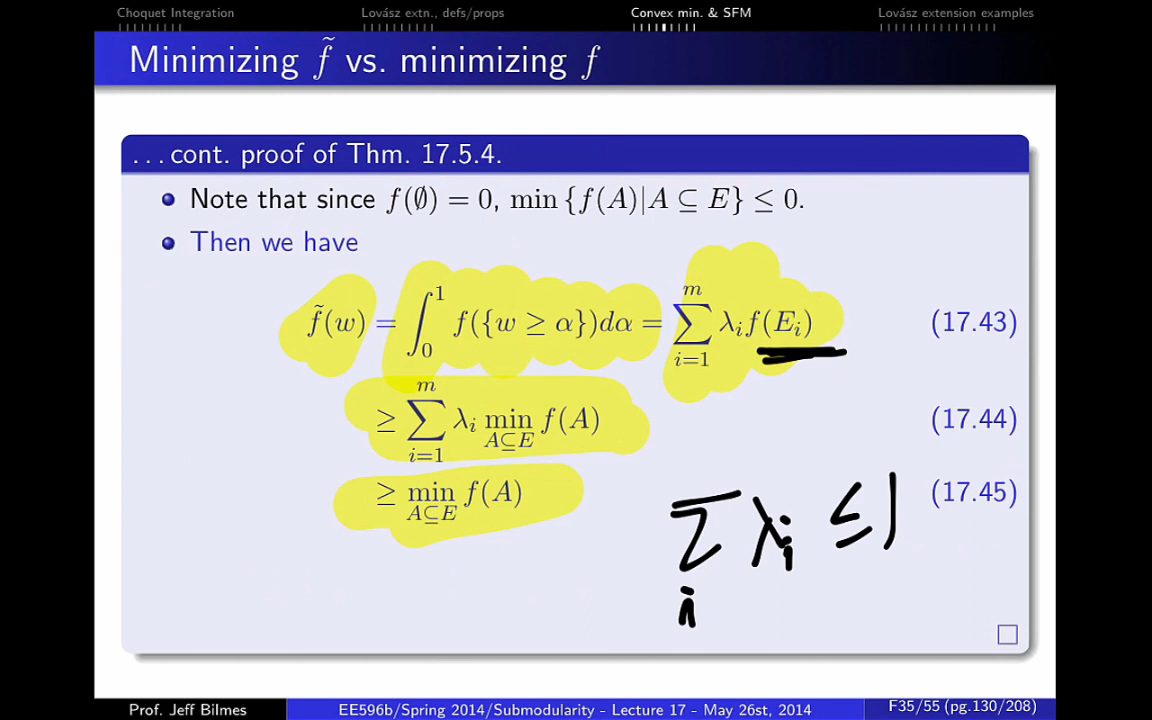 Choquet Integration Lovász extn., defs/props Convex min. & SFM Lovász extension examples
Minimizing f̃ vs. minimizing f
. . . cont. proof of Thm. 17.5.4.
Note that since f(∅) = 0, min {f(A)|A ⊆ E} ≤ 0.
Then we have
f̃(w) = ∫₀¹ f({w ≥ α})dα = ∑_{i=1}^{m} λᵢf(Eᵢ) (17.43)
≥ ∑_{i=1}^{m} λᵢ min_{A⊆E} f(A) (17.44)
≥ min_{A⊆E} f(A) (17.45)
∑_i λᵢ ≤ 1
□
Prof. Jeff Bilmes EE596b/Spring 2014/Submodularity - Lecture 17 - May 26st, 2014 F35/55 (pg.130/208)